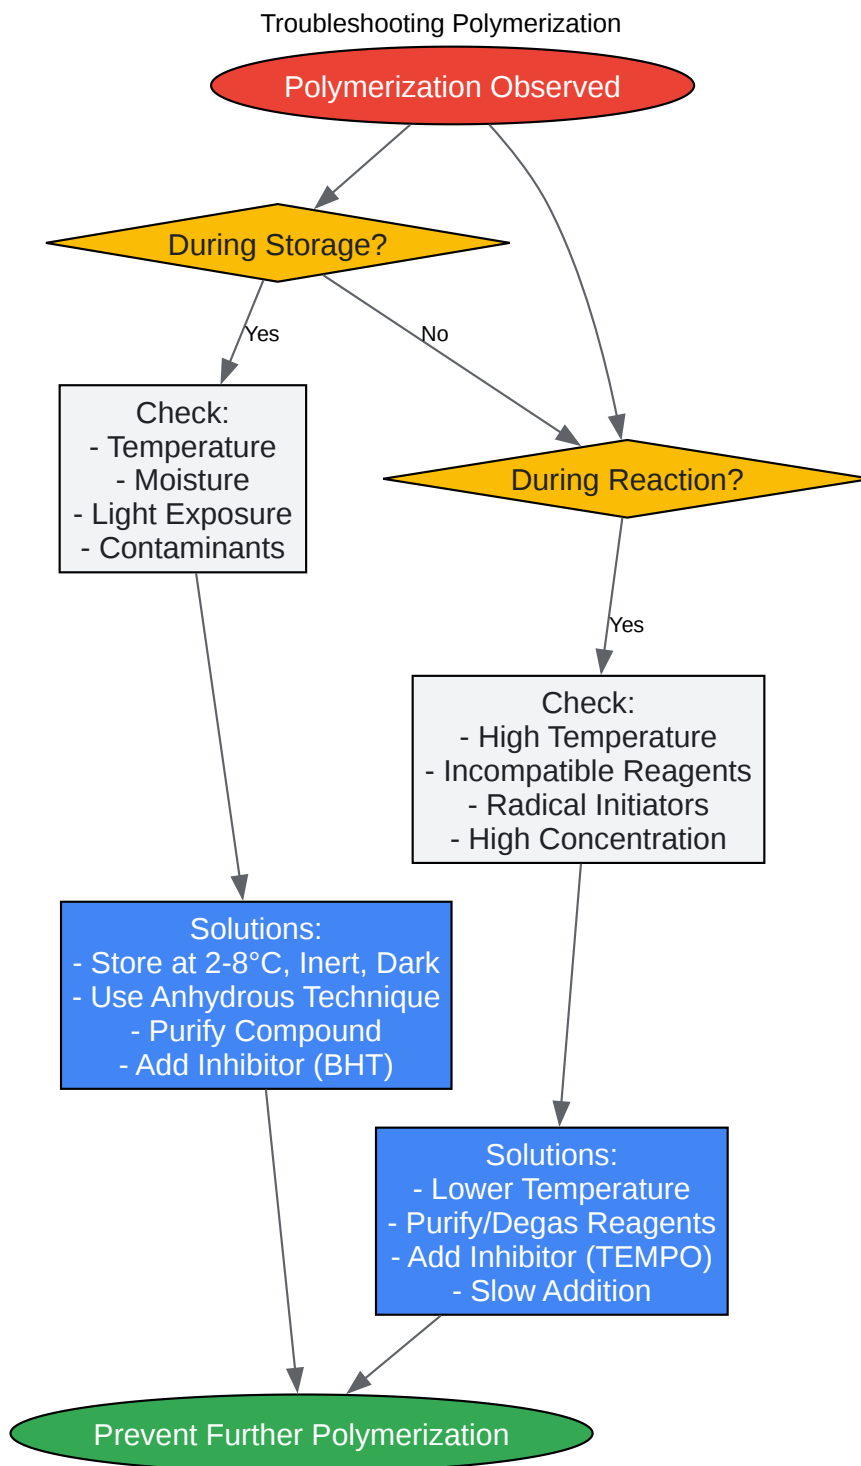 Troubleshooting Polymerization
Polymerization Observed
During Storage?
Yes
No
Check:
- Temperature
- Moisture
- Light Exposure
- Contaminants
During Reaction?
Yes
Check:
- High Temperature
- Incompatible Reagents
- Radical Initiators
- High Concentration
Solutions:
- Store at 2-8°C, Inert, Dark
- Use Anhydrous Technique
- Purify Compound
- Add Inhibitor (BHT)
Solutions:
- Lower Temperature
- Purify/Degas Reagents
- Add Inhibitor (TEMPO)
- Slow Addition
Prevent Further Polymerization